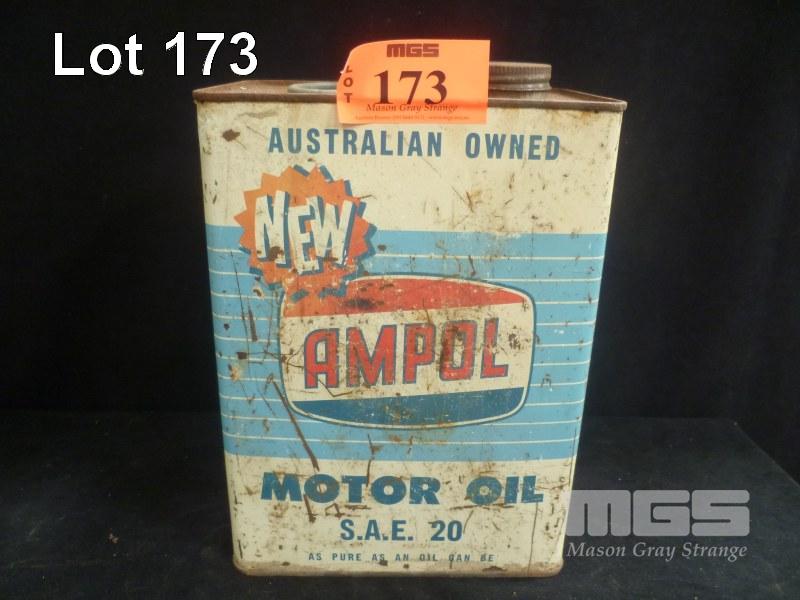 Lot 173
MGS
LOT
173
Mason Gray Strange
AUSTRALIAN OWNED
NEW
AMPOL
MOTOR OIL
S.A.E. 20
AS PURE AS AN OIL CAN BE
MGS
Mason Gray Strange